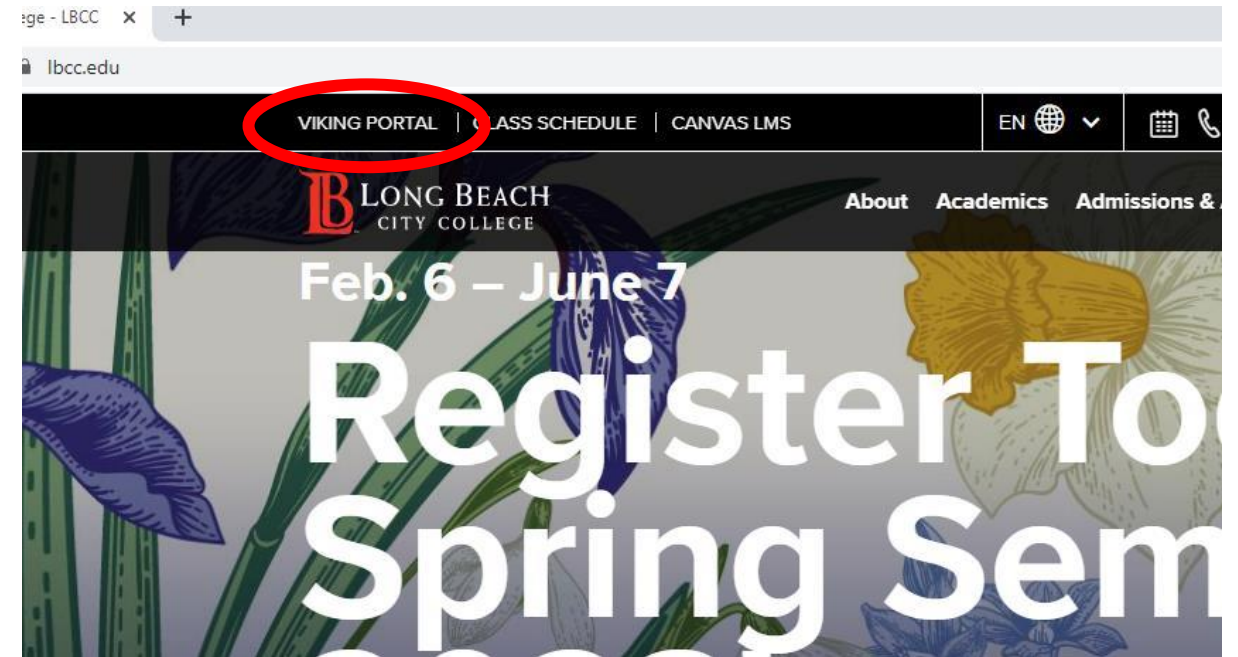 ege - LBCC × +
lbcc.edu
VIKING PORTAL | CLASS SCHEDULE | CANVAS LMS EN
LONG BEACH
CITY COLLEGE
About Academics Admissions &
Feb. 6 – June 7
Register To
Spring Sem